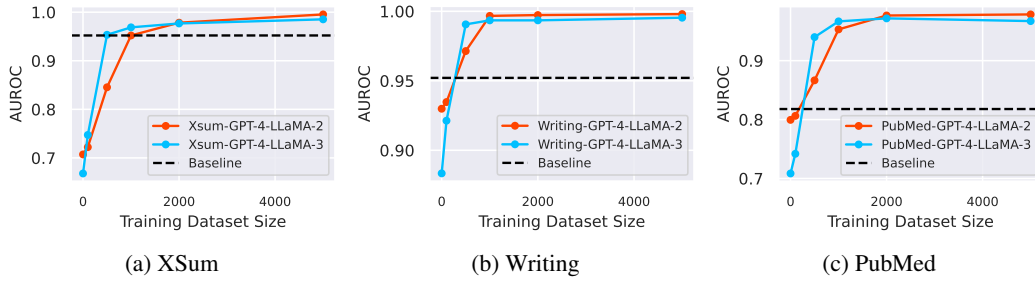 1.0
0.9
0.8
0.7
AUROC
0 2000 4000
Training Dataset Size
Xsum-GPT-4-LLaMA-2
Xsum-GPT-4-LLaMA-3
Baseline
(a) XSum
1.00
0.95
0.90
AUROC
0 2000 4000
Training Dataset Size
Writing-GPT-4-LLaMA-2
Writing-GPT-4-LLaMA-3
Baseline
(b) Writing
0.9
0.8
0.7
AUROC
0 2000 4000
Training Dataset Size
PubMed-GPT-4-LLaMA-2
PubMed-GPT-4-LLaMA-3
Baseline
(c) PubMed